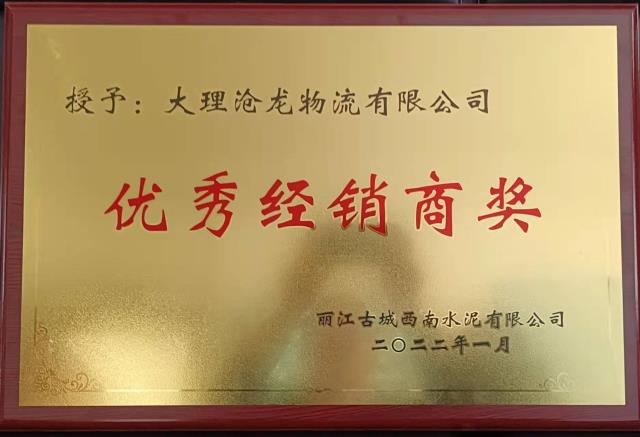 授予：大理沧龙物流有限公司
优秀经销商奖
丽江古城西南水泥有限公司
二〇二二年一月